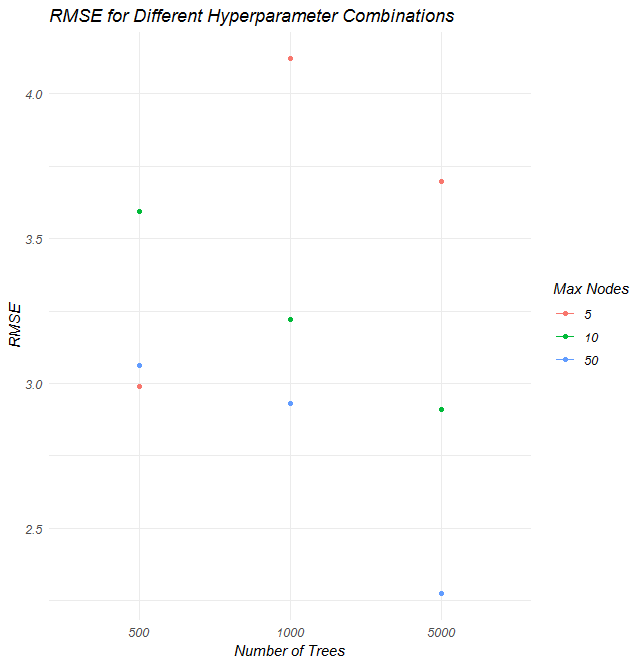 RMSE for Different Hyperparameter Combinations
4.0
3.5
3.0
2.5
RMSE
500
1000
5000
Number of Trees
Max Nodes
5
10
50